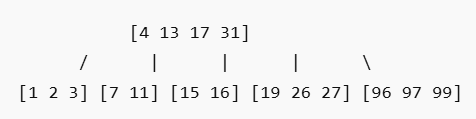 [4 13 17 31]
/ | | | \
[1 2 3] [7 11] [15 16] [19 26 27] [96 97 99]